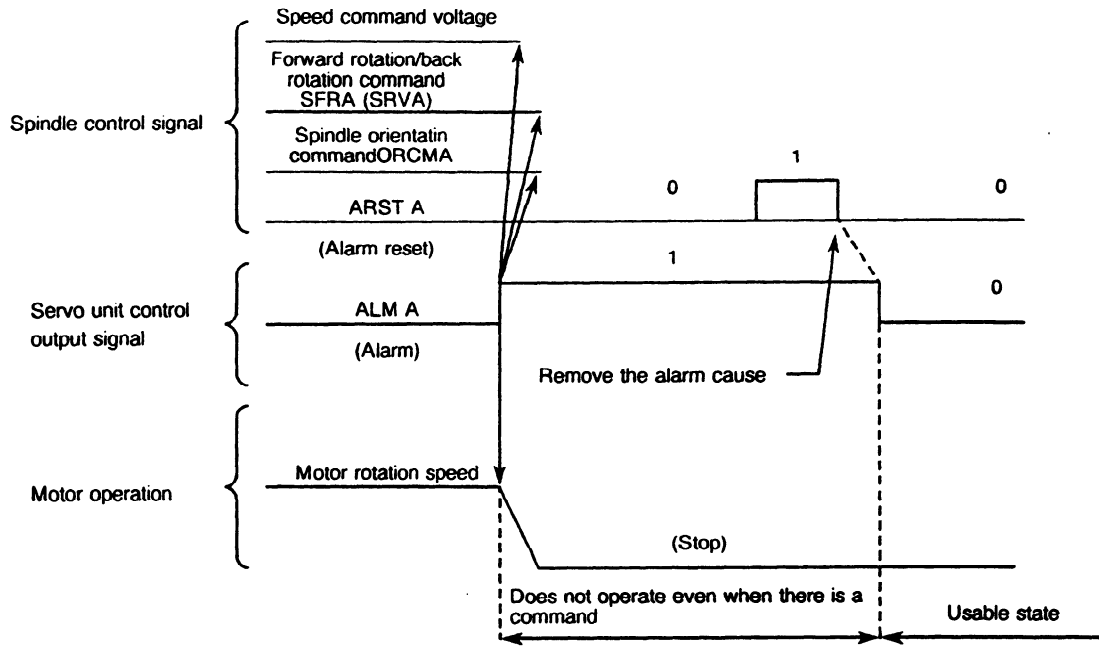 Speed command voltage
Forward rotation/back
rotation command
SFRA (SRVA)
Spindle control signal
Spindle orientatin
commandORCMA
1
0
0
ARST A
(Alarm reset)
1
0
Servo unit control
output signal
ALM A
(Alarm)
Remove the alarm cause
Motor rotation speed
Motor operation
(Stop)
Does not operate even when there is a
command
Usable state